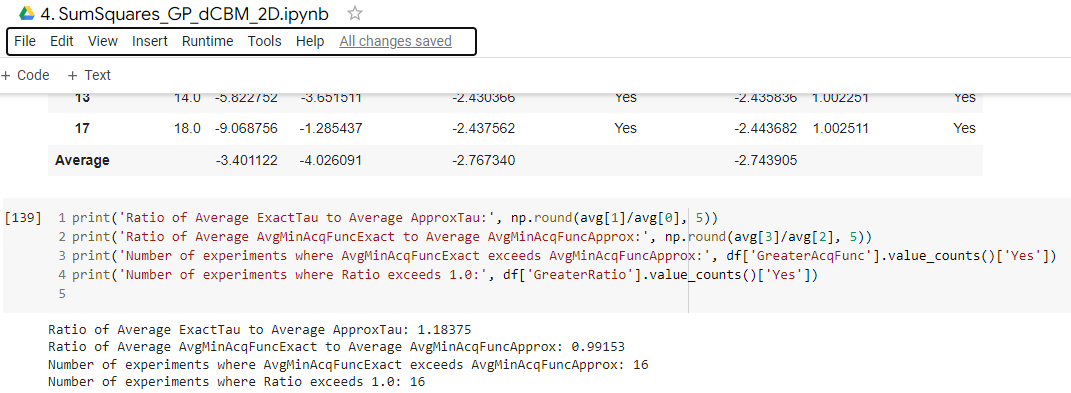 4. SumSquares_GP_dCBM_2D.ipynb
File Edit View Insert Runtime Tools Help All changes saved
+ Code + Text
13 14.0 -5.822752 -3.651511 -2.430366 Yes -2.435836 1.002251 Yes
17 18.0 -9.068756 -1.285437 -2.437562 Yes -2.443682 1.002511 Yes
Average -3.401122 -4.026091 -2.767340 -2.743905
[139] 1 print('Ratio of Average ExactTau to Average ApproxTau:', np.round(avg[1]/avg[0], 5))
2 print('Ratio of Average AvgMinAcqFuncExact to Average AvgMinAcqFuncApprox:', np.round(avg[3]/avg[2], 5))
3 print('Number of experiments where AvgMinAcqFuncExact exceeds AvgMinAcqFuncApprox:', df['GreaterAcqFunc'].value_counts()['Yes'])
4 print('Number of experiments where Ratio exceeds 1.0:', df['GreaterRatio'].value_counts()['Yes'])
5
Ratio of Average ExactTau to Average ApproxTau: 1.18375
Ratio of Average AvgMinAcqFuncExact to Average AvgMinAcqFuncApprox: 0.99153
Number of experiments where AvgMinAcqFuncExact exceeds AvgMinAcqFuncApprox: 16
Number of experiments where Ratio exceeds 1.0: 16